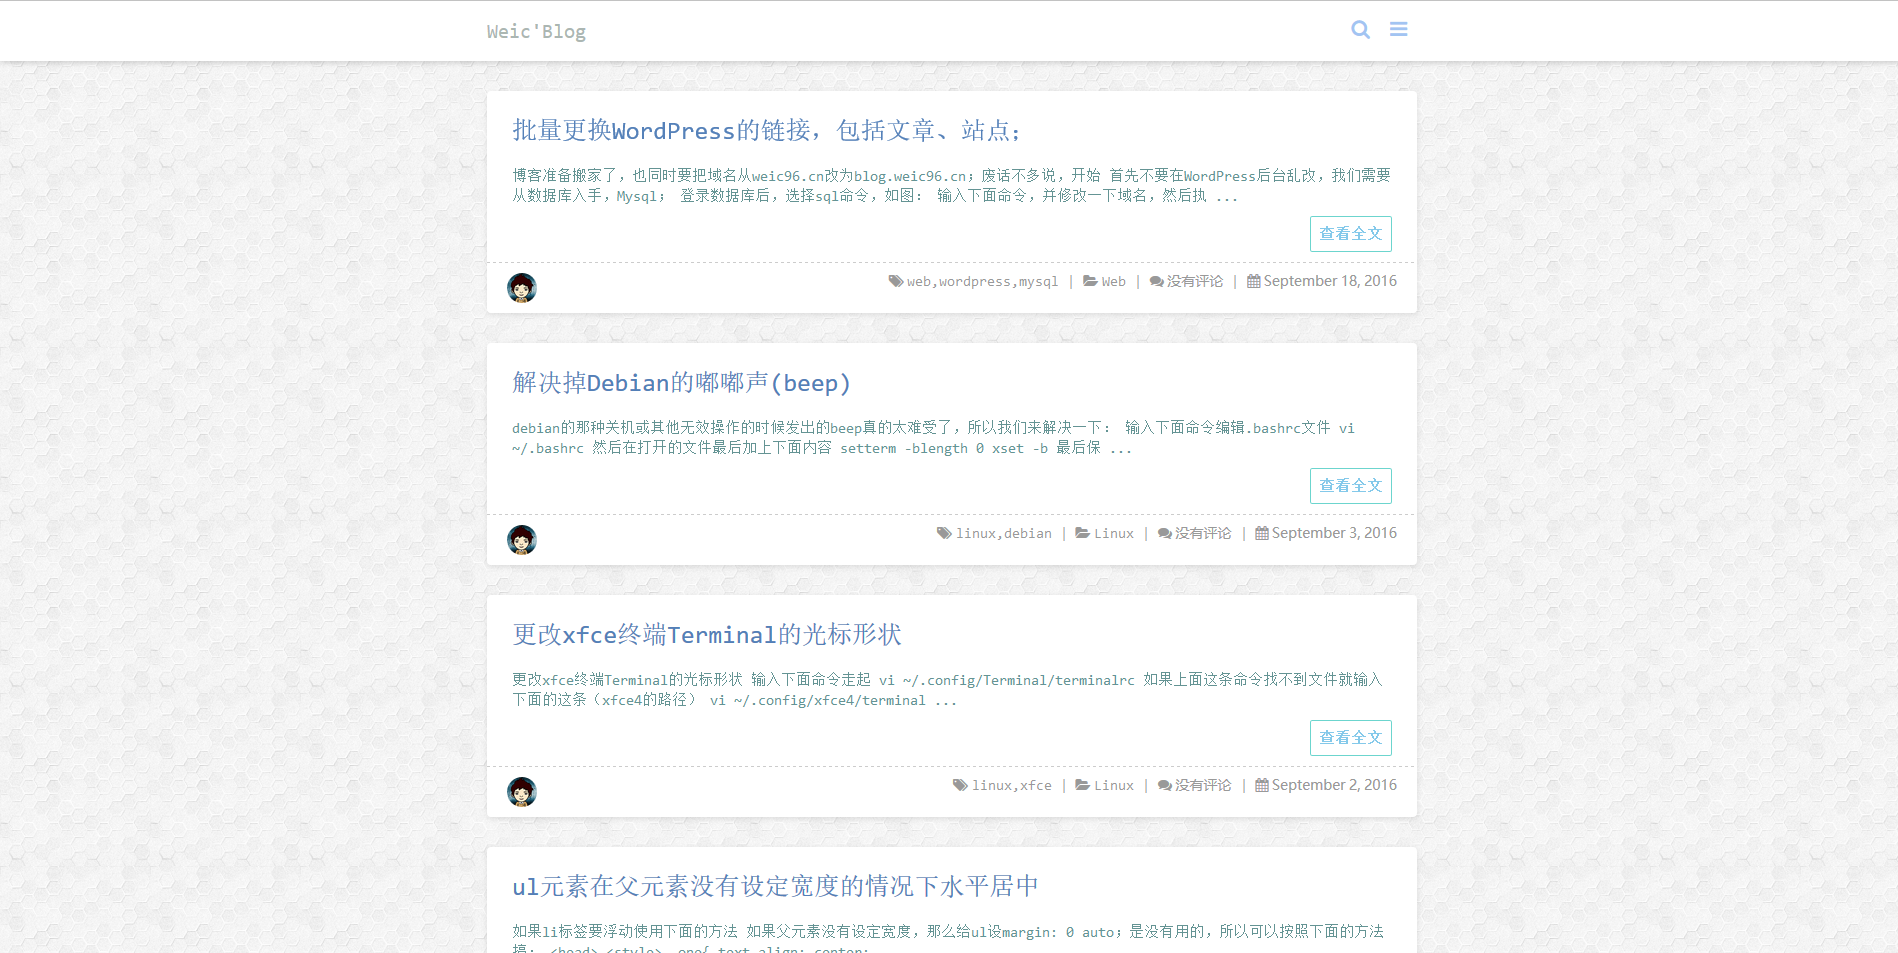 Weic'Blog
批量更换WordPress的链接，包括文章、站点；
博客准备搬家了，也同时要把域名从weic96.cn改为blog.weic96.cn；废话不多说，开始 首先不要在WordPress后台乱改，我们需要
从数据库入手，Mysql； 登录数据库后，选择sql命令，如图： 输入下面命令，并修改一下域名，然后执 ...
查看全文
web,wordpress,mysql | Web | 没有评论 | September 18, 2016
解决掉Debian的嘟嘟声(beep)
debian的那种关机或其他无效操作的时候发出的beep真的太难受了，所以我们来解决一下： 输入下面命令编辑.bashrc文件 vi
~/.bashrc 然后在打开的文件最后加上下面内容 setterm -blength 0 xset -b 最后保 ...
查看全文
linux,debian | Linux | 没有评论 | September 3, 2016
更改xfce终端Terminal的光标形状
更改xfce终端Terminal的光标形状 输入下面命令走起 vi ~/.config/Terminal/terminalrc 如果上面这条命令找不到文件就输入
下面的这条（xfce4的路径） vi ~/.config/xfce4/terminal ...
查看全文
linux,xfce | Linux | 没有评论 | September 2, 2016
ul元素在父元素没有设定宽度的情况下水平居中
如果li标签要浮动使用下面的方法 如果父元素没有设定宽度，那么给ul设margin: 0 auto；是没有用的，所以可以按照下面的方法
搞： <head> <style> .one{ text-align: center;